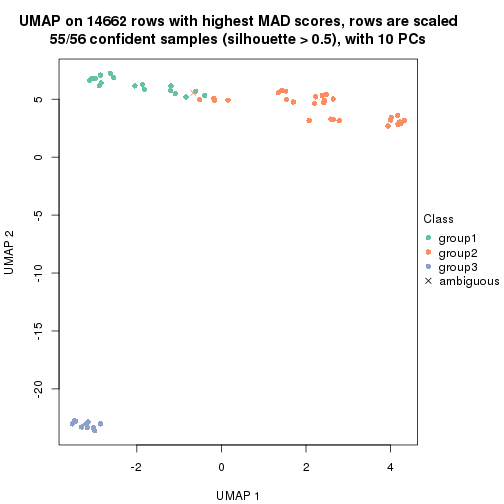 UMAP on 14662 rows with highest MAD scores, rows are scaled
55/56 confident samples (silhouette > 0.5), with 10 PCs
5
0
-5
-10
-15
-20
UMAP 2
-2
0
2
4
UMAP 1
Class
group1
group2
group3
ambiguous